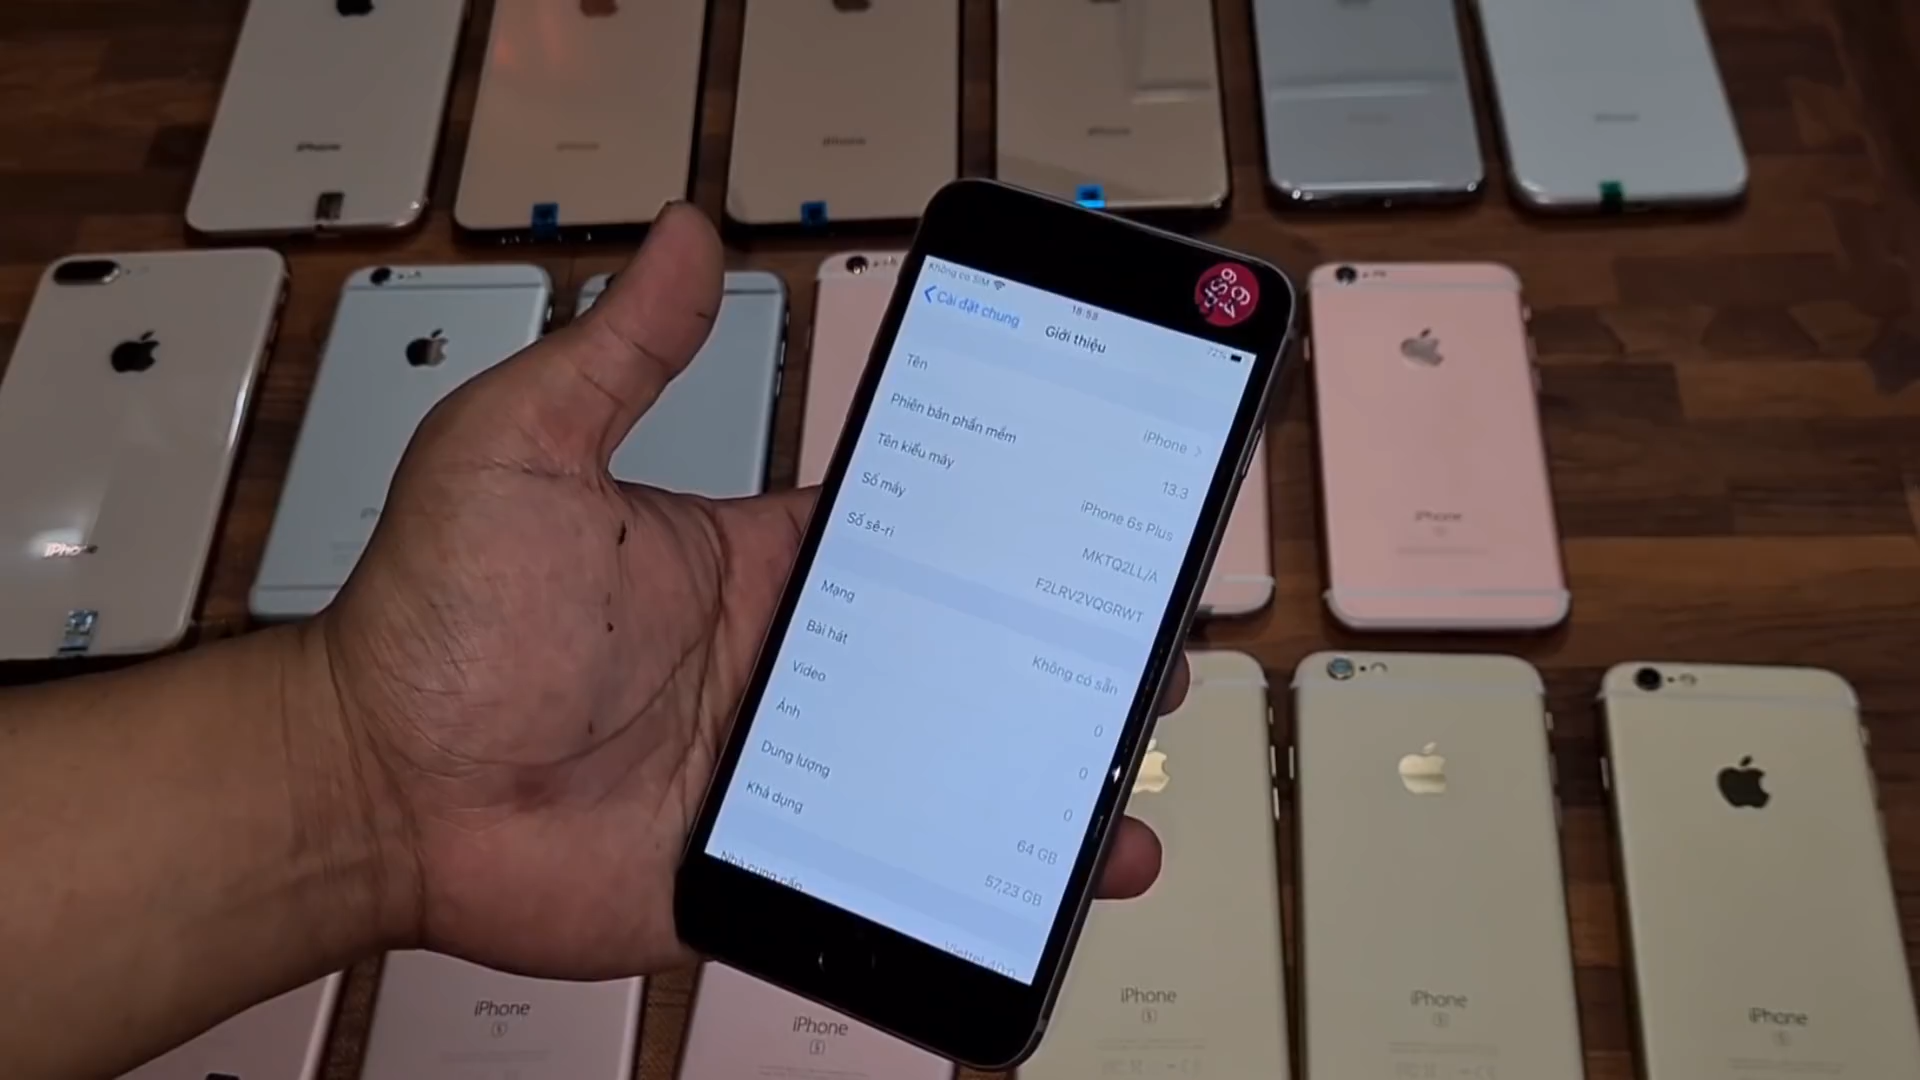 iPhone
iPhone
iPhone
iPhone
Không có SIM
18:58
72%
Cài đặt chung
Giới thiệu
Tên
iPhone
Phiên bản phần mềm
13.3
Tên kiểu máy
iPhone 6s Plus
Số máy
MKTQ2LL/A
Số sê-ri
F2LRV2VQGRWT
Mạng
Không có sẵn
Bài hát
0
Video
0
Ảnh
0
Dung lượng
64 GB
Khả dụng
57,23 GB
Nhà cung cấp
Viettel 40.0
iPhone
iPhone
iPhone
S
iPhone
S
iPhone
S
iPhone
S
iPhone